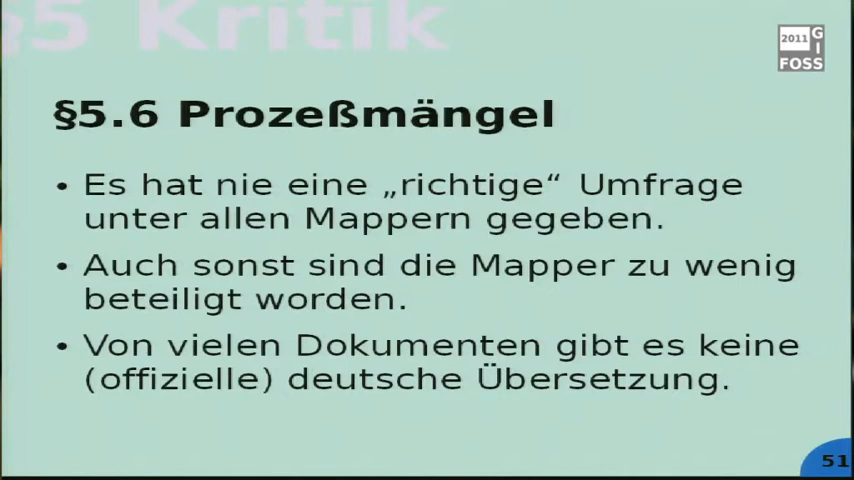 §5 Kritik
2011 G
I
FOSS
§5.6 Prozeßmängel
• Es hat nie eine „richtige“ Umfrage
unter allen Mappern gegeben.
• Auch sonst sind die Mapper zu wenig
beteiligt worden.
• Von vielen Dokumenten gibt es keine
(offizielle) deutsche Übersetzung.
51